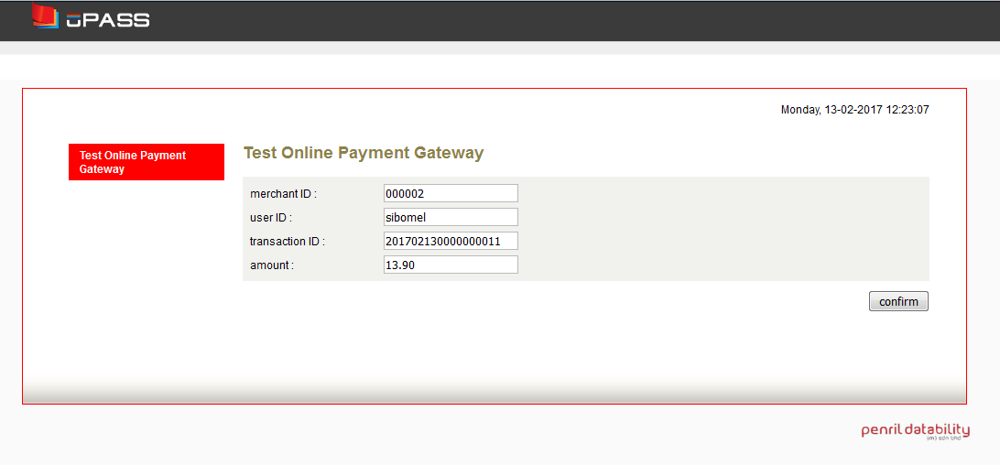 üPASS
Monday, 13-02-2017 12:23:07
Test Online Payment
Gateway
Test Online Payment Gateway
merchant ID : 000002
user ID : sibomel
transaction ID : 201702130000000011
amount : 13.90
confirm
penril datability
(m) sdn bhd